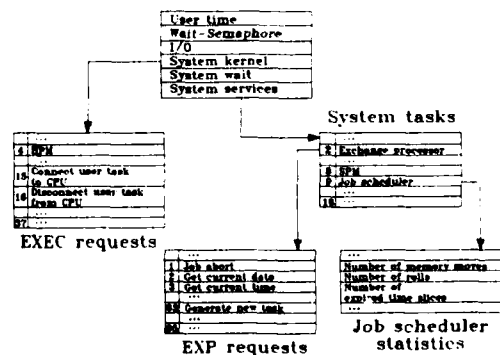 User time
Wait-Semaphore
I/O
System kernel
System wait
System services
System tasks
...
2 Exchange processor
...
8 SPM
9 Job scheduler
...
16
...
4 HPM
...
15 Connect user task
to CPU
16 Disconnect user task
from CPU
...
37 ...
EXEC requests
...
1 Job abort
2 Get current date
3 Get current time
...
Generate new task
...
EXP requests
...
Number of memory moves
Number of rolls
Number of
expired time slices
...
Job scheduler
statistics